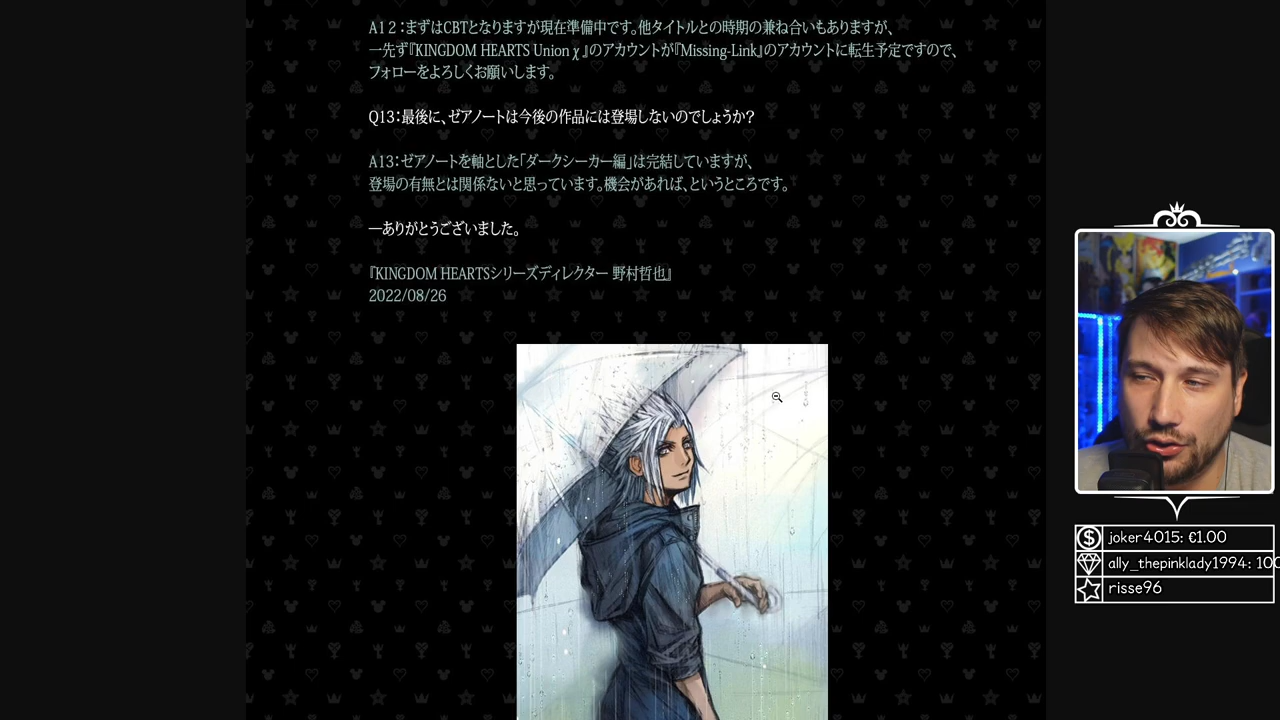 A12:まずはCBTとなりますが現在準備中です。他タイトルとの時期の兼ね合いもありますが、
一先ず『KINGDOM HEARTS Union χ 』のアカウントが『Missing-Link』のアカウントに転生予定ですので、
フォローをよろしくお願いします。
Q13:最後に、ゼアノートは今後の作品には登場しないのでしょうか?
A13:ゼアノートを軸とした「ダークシーカー編」は完結していますが、
登場の有無とは関係ないと思っています。機会があれば、というところです。
―ありがとうございました。
『KINGDOM HEARTSシリーズディレクター 野村哲也』
2022/08/26
joker4015: €1.00
ally_thepinklady1994: 100
risse96